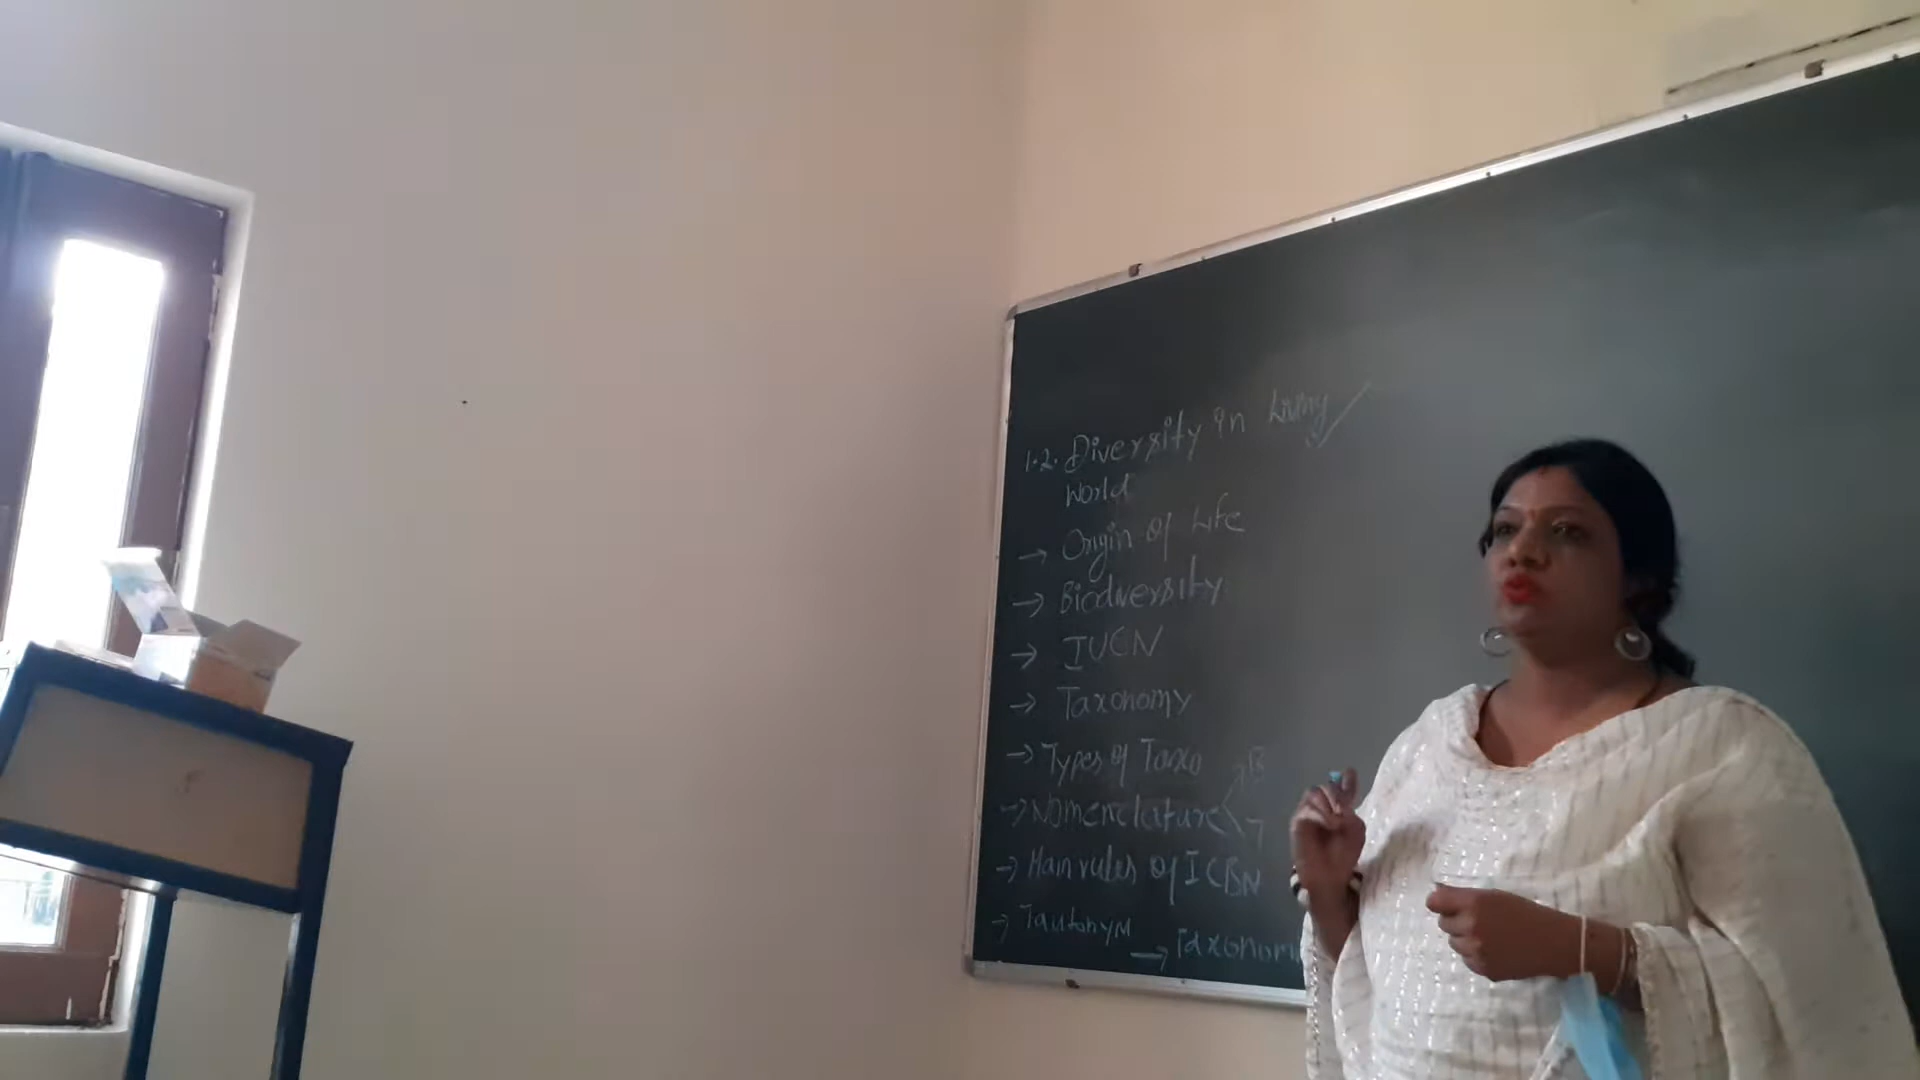 1.2. Diversity in Living
World
→ Origin of Life
→ Biodiversity
→ IUCN
→ Taxonomy
→ Types of Taxo
→ Nomenclature
→ Main rules of ICBN
→ Tautonym
→ Taxonomi